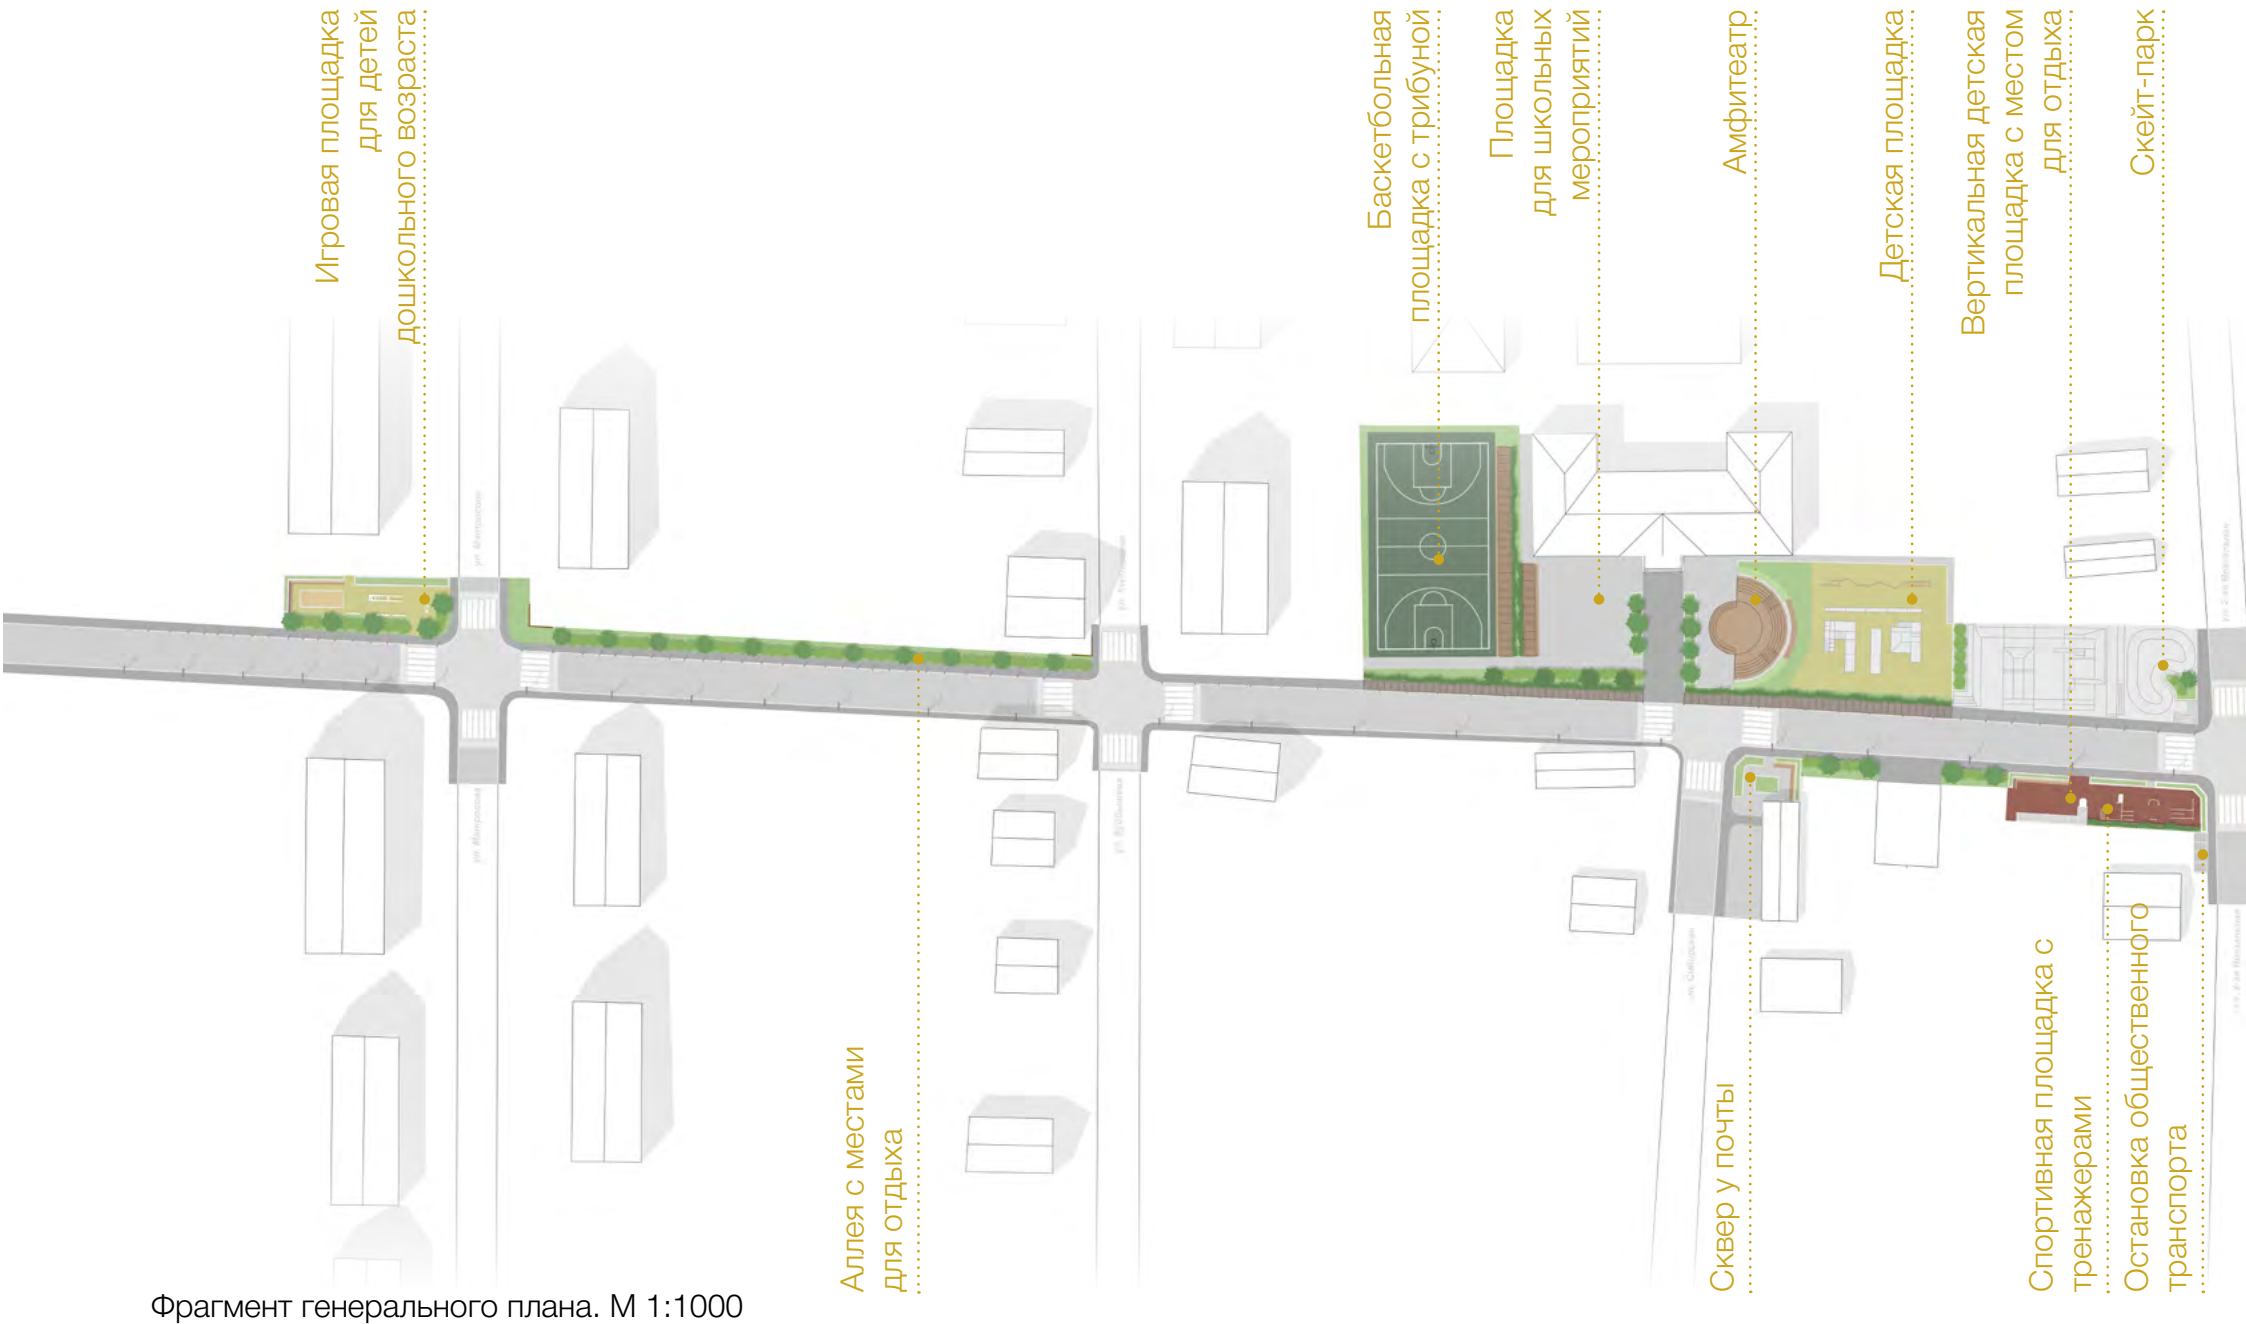 Игровая площадка
для детей
дошкольного возраста
Баскетбольная
площадка с трибуной
Площадка
для школьных
мероприятий
Амфитеатр
Детская площадка
Вертикальная детская
площадка с местом
для отдыха
Скейт-парк
ул. Матросская
Аллея с местами
для отдыха
Сквер у почты
Спортивная площадка с
тренажерами
Остановка общественного
транспорта
Фрагмент генерального плана. М 1:1000